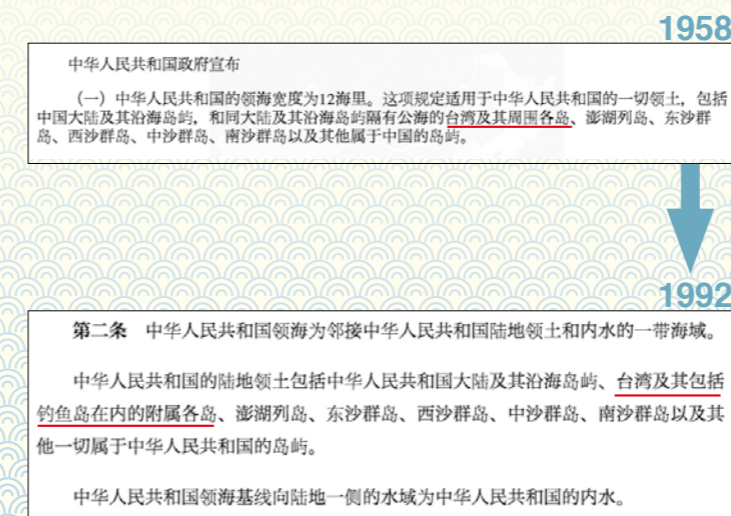 1958
中华人民共和国政府宣布
（一）中华人民共和国的领海宽度为12海里。这项规定适用于中华人民共和国的一切领土，包括
中国大陆及其沿海岛屿，和同大陆及其沿海岛屿隔有公海的台湾及其周围各岛、澎湖列岛、东沙群
岛、西沙群岛、中沙群岛、南沙群岛以及其他属于中国的岛屿。
1992
第二条 中华人民共和国领海为邻接中华人民共和国陆地领土和内水的一带海域。
中华人民共和国的陆地领土包括中华人民共和国大陆及其沿海岛屿、台湾及其包括
钓鱼岛在内的附属各岛、澎湖列岛、东沙群岛、西沙群岛、中沙群岛、南沙群岛以及其
他一切属于中华人民共和国的岛屿。
中华人民共和国领海基线向陆地一侧的水域为中华人民共和国的内水。